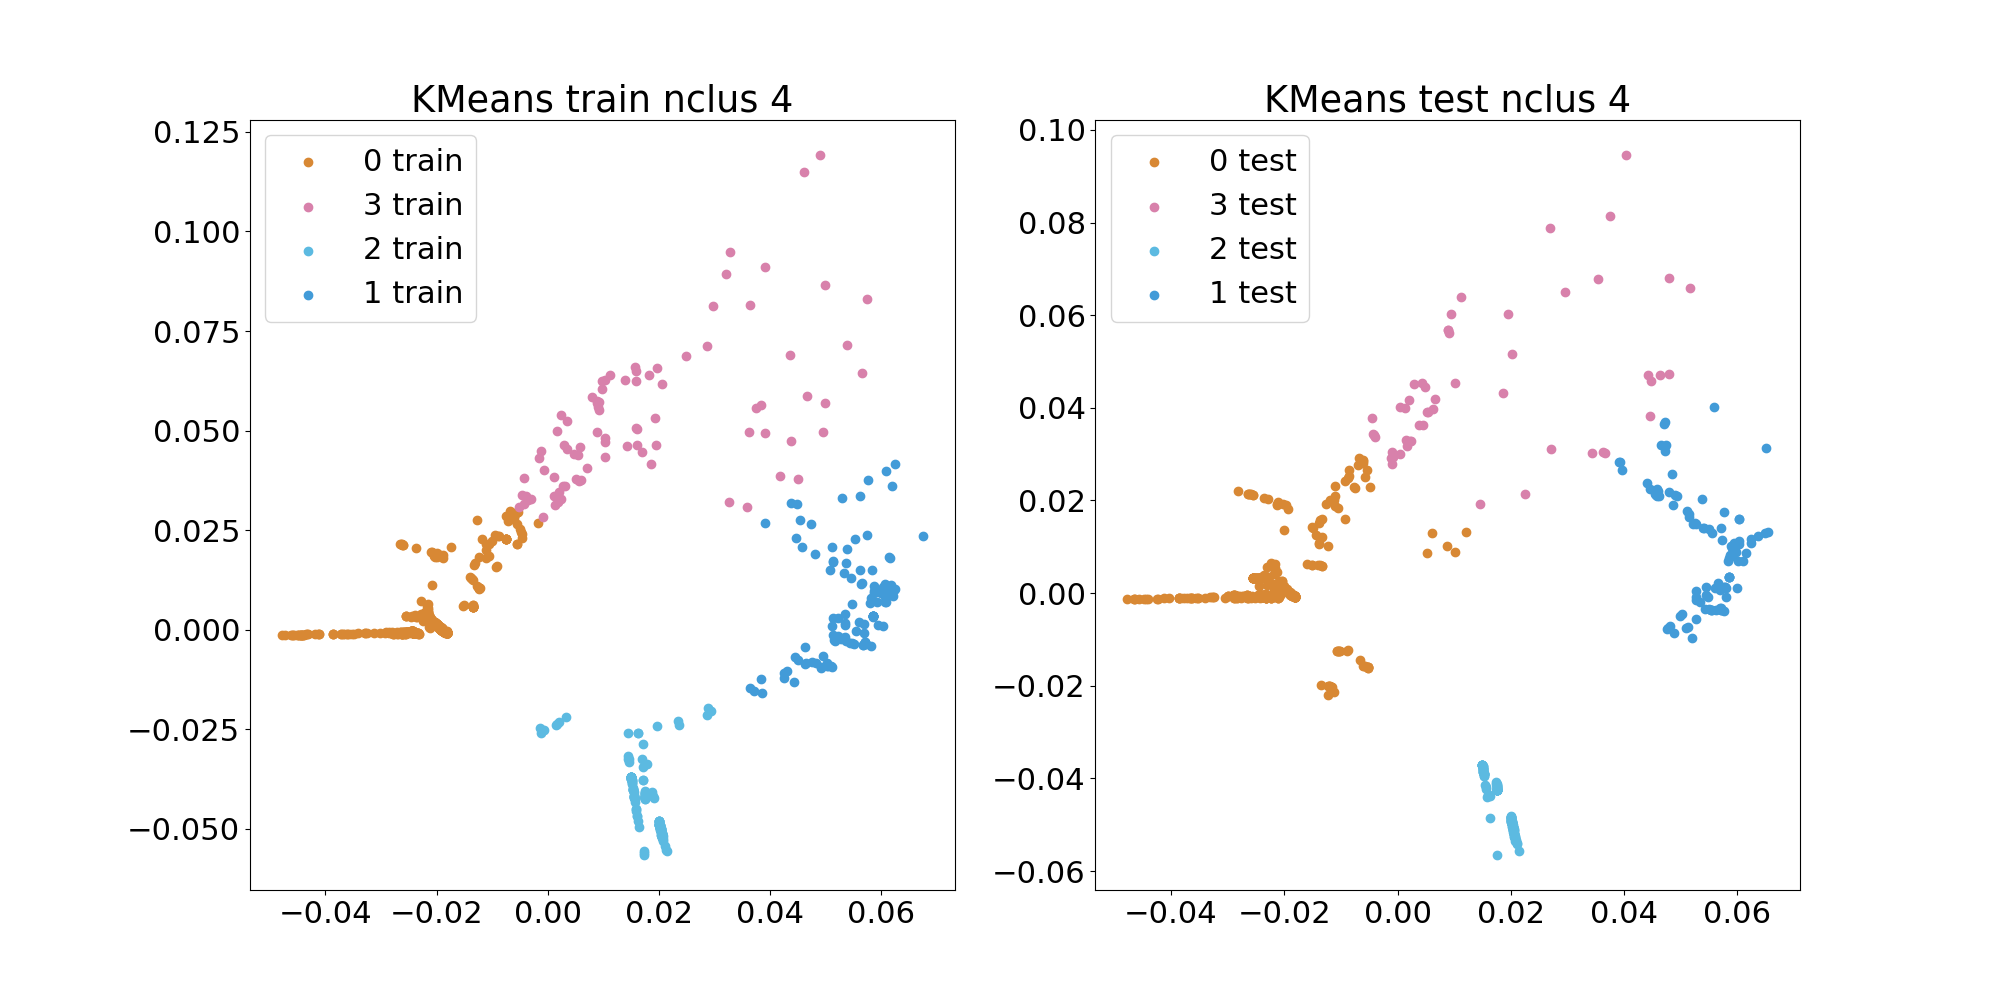 KMeans train nclus 4
0 train
3 train
2 train
1 train
0.125
0.100
0.075
0.050
0.025
0.000
−0.025
−0.050
−0.04 −0.02 0.00 0.02 0.04 0.06
KMeans test nclus 4
0 test
3 test
2 test
1 test
0.10
0.08
0.06
0.04
0.02
0.00
−0.02
−0.04
−0.06
−0.04 −0.02 0.00 0.02 0.04 0.06